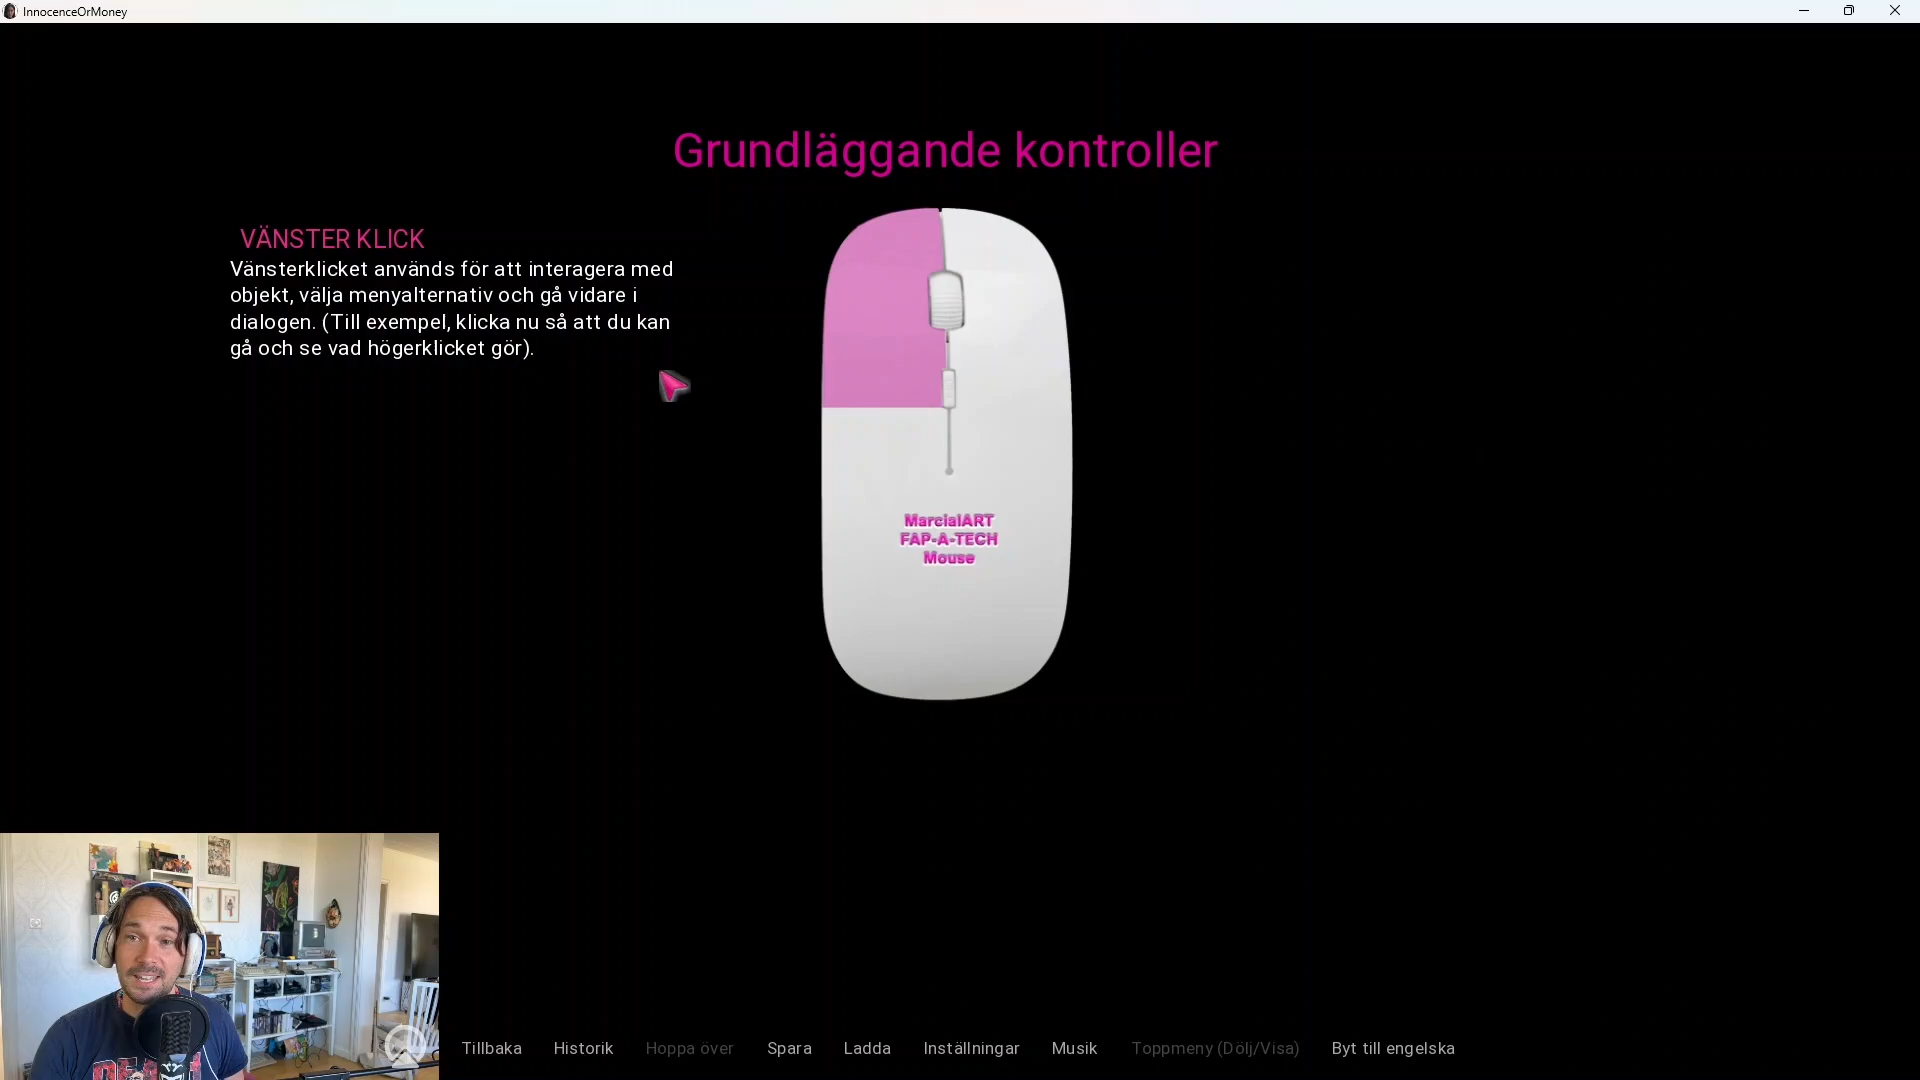 InnocenceOrMoney
Grundläggande kontroller
VÄNSTER KLICK
Vänsterklicket används för att interagera med
objekt, välja menyalternativ och gå vidare i
dialogen. (Till exempel, klicka nu så att du kan
gå och se vad högerklicket gör).
MarcialART
FAP-A-TECH
Mouse
Tillbaka
Historik
Hoppa över
Spara
Ladda
Inställningar
Musik
Toppmeny (Dölj/Visa)
Byt till engelska